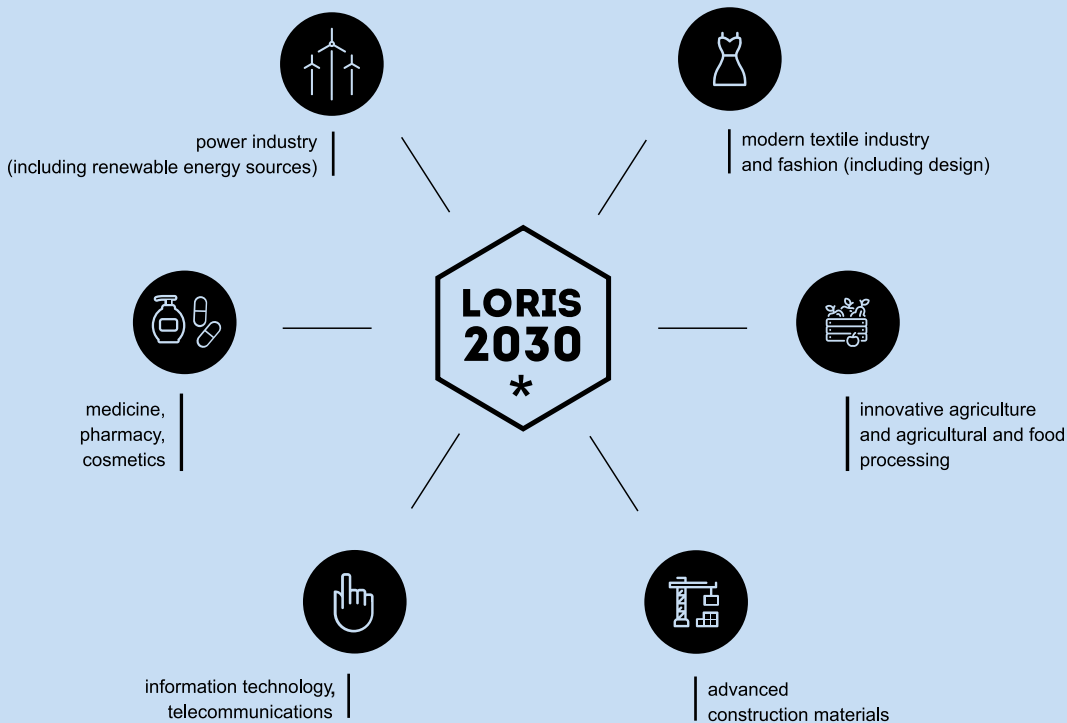 power industry
(including renewable energy sources)
modern textile industry
and fashion (including design)
LORIS
2030
*
medicine,
pharmacy,
cosmetics
innovative agriculture
and agricultural and food
processing
information technology,
telecommunications
advanced
construction materials